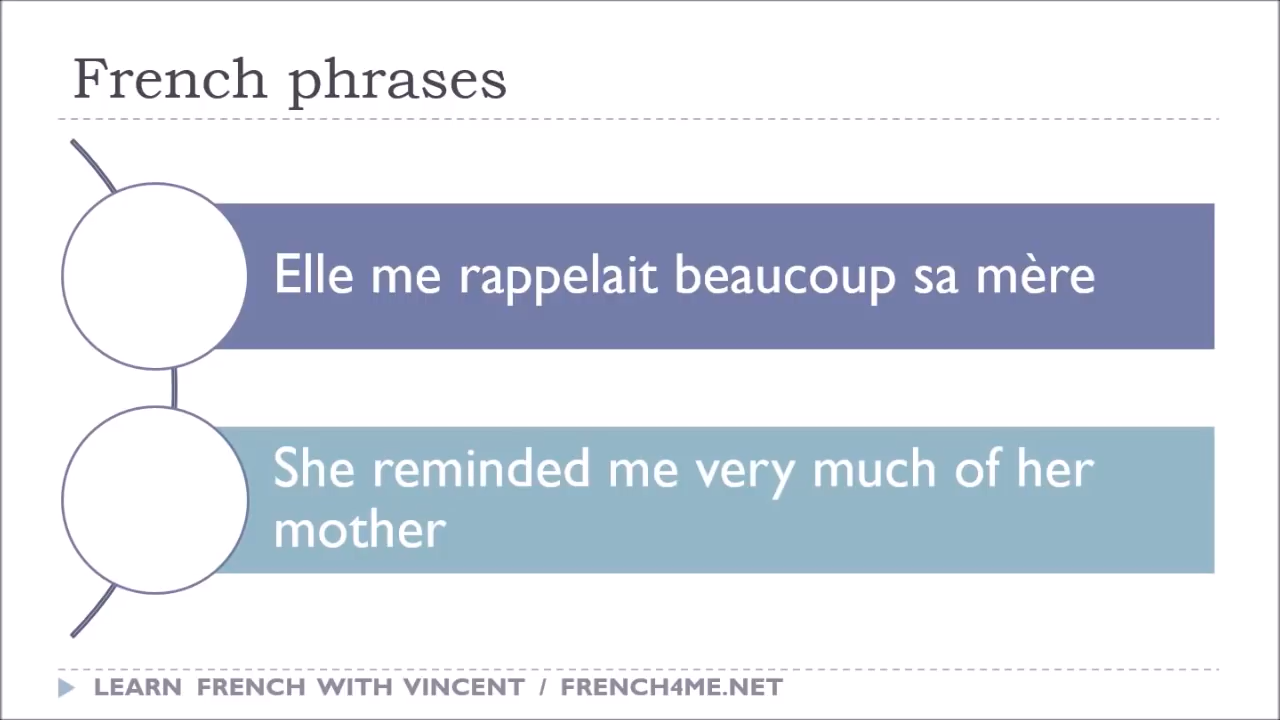 French phrases
Elle me rappelait beaucoup sa mère
She reminded me very much of her
mother
LEARN FRENCH WITH VINCENT / FRENCH4ME.NET